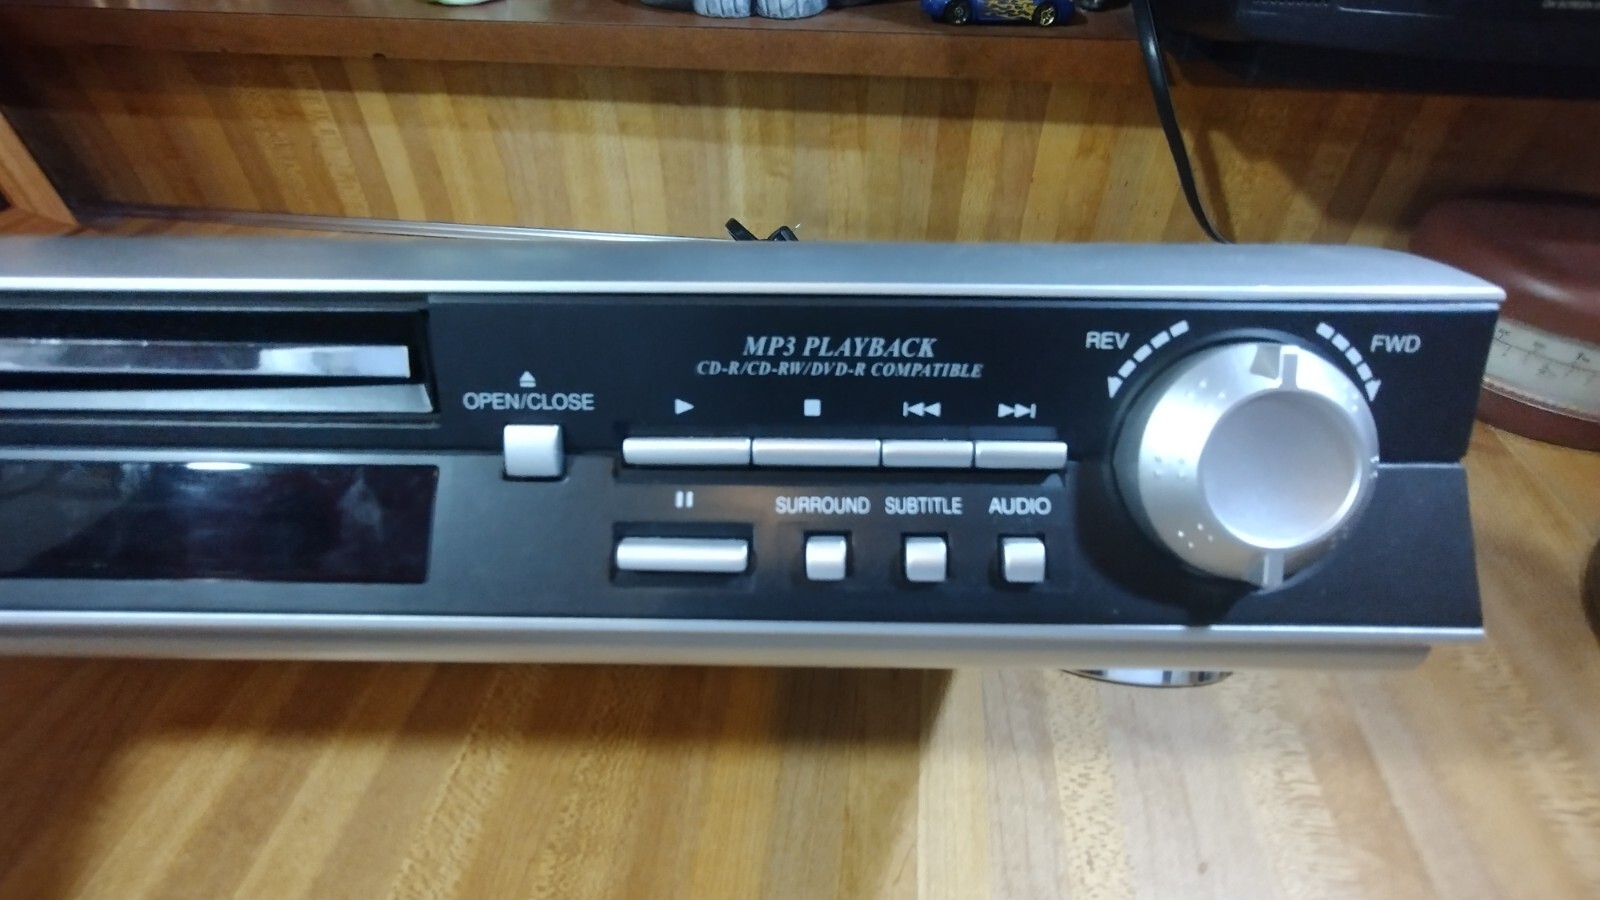 MP3 PLAYBACK
CD-R/CD-RW/DVD-R COMPATIBLE
REV
FWD
OPEN/CLOSE
SURROUND
SUBTITLE
AUDIO